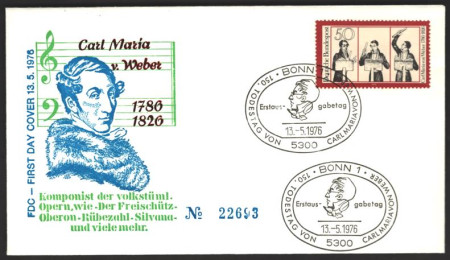 FDC - FIRST DAY COVER 13.5.1976
Carl Maria
v. Weber
1786
1826
Komponist der volkstüml.
Opern, wie -Der Freischütz-
Oberon-Rübezahl-Silvana-
und viele mehr.
№ 22693
Deutsche Bundespost
50
BONN 1
150. TODESTAG VON CARL MARIA VON WEBER
Erstaus-gabetag
13.-5.1976
5300
BONN 1
150. TODESTAG VON CARL MARIA VON WEBER
Erstaus-gabetag
13.-5.1976
5300